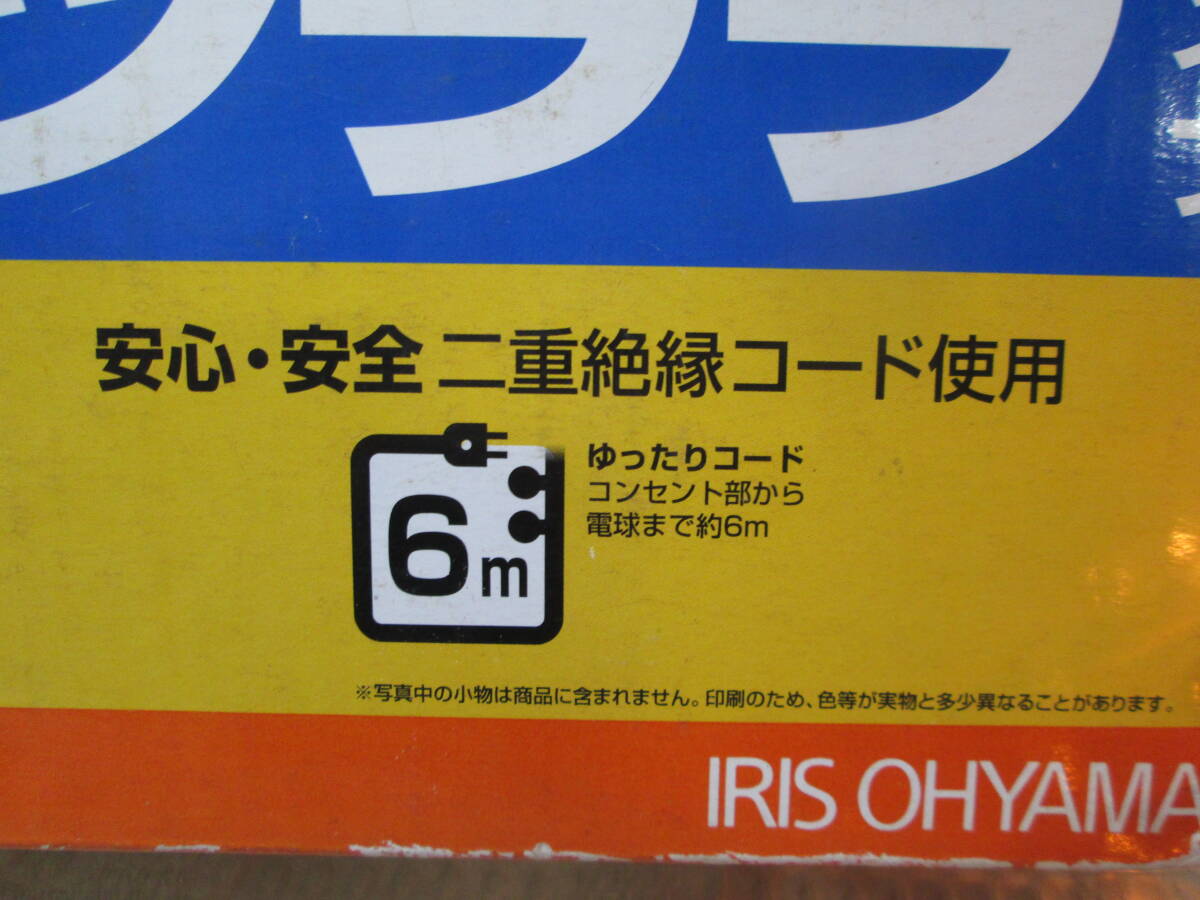 安心・安全 二重絶縁コード使用
6m
ゆったりコード
コンセント部から
電球まで約6m
※写真中の小物は商品に含まれません。印刷のため、色等が実物と多少異なることがあります。
IRIS OHYAMA